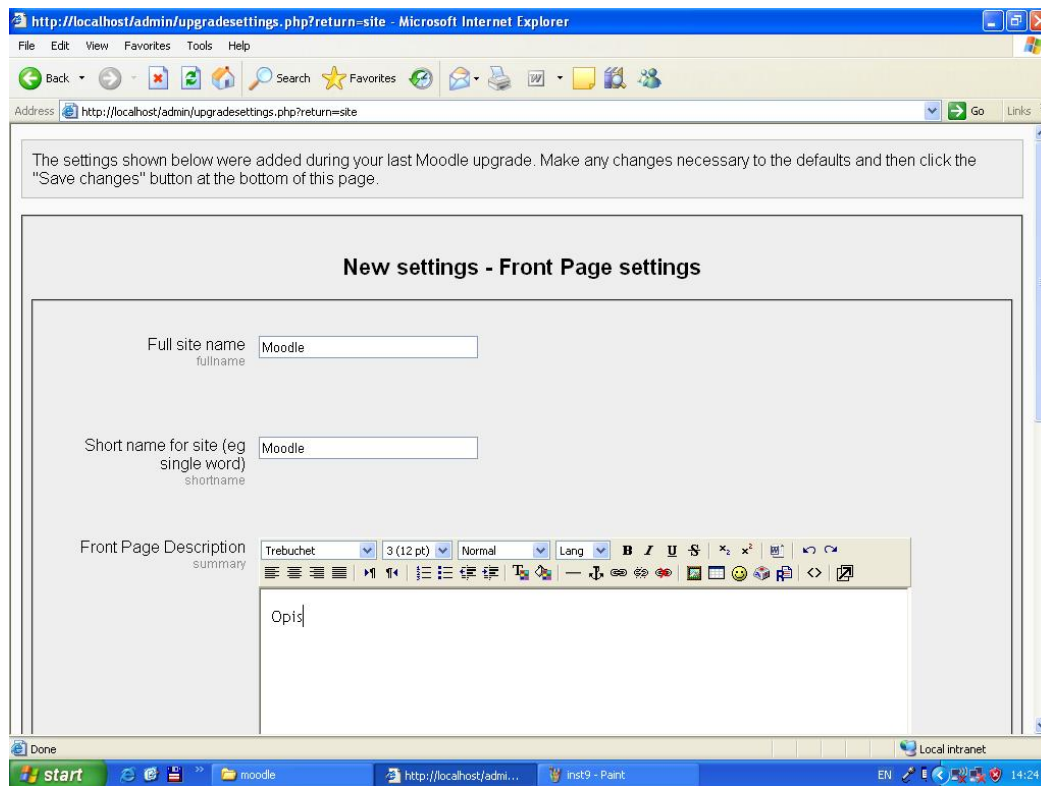 http://localhost/admin/upgradesettings.php?return=site - Microsoft Internet Explorer
File Edit View Favorites Tools Help
Back Search Favorites
Address http://localhost/admin/upgradesettings.php?return=site Go Links
The settings shown below were added during your last Moodle upgrade. Make any changes necessary to the defaults and then click the
"Save changes" button at the bottom of this page.
New settings - Front Page settings
Full site name Moodle
fullname
Short name for site (eg Moodle
single word)
shortname
Front Page Description Trebuchet 3 (12 pt) Normal Lang B I U S x₂ x²
summary
Opis
Done Local intranet
start moodle http://localhost/admi... inst9 - Paint EN 14:24